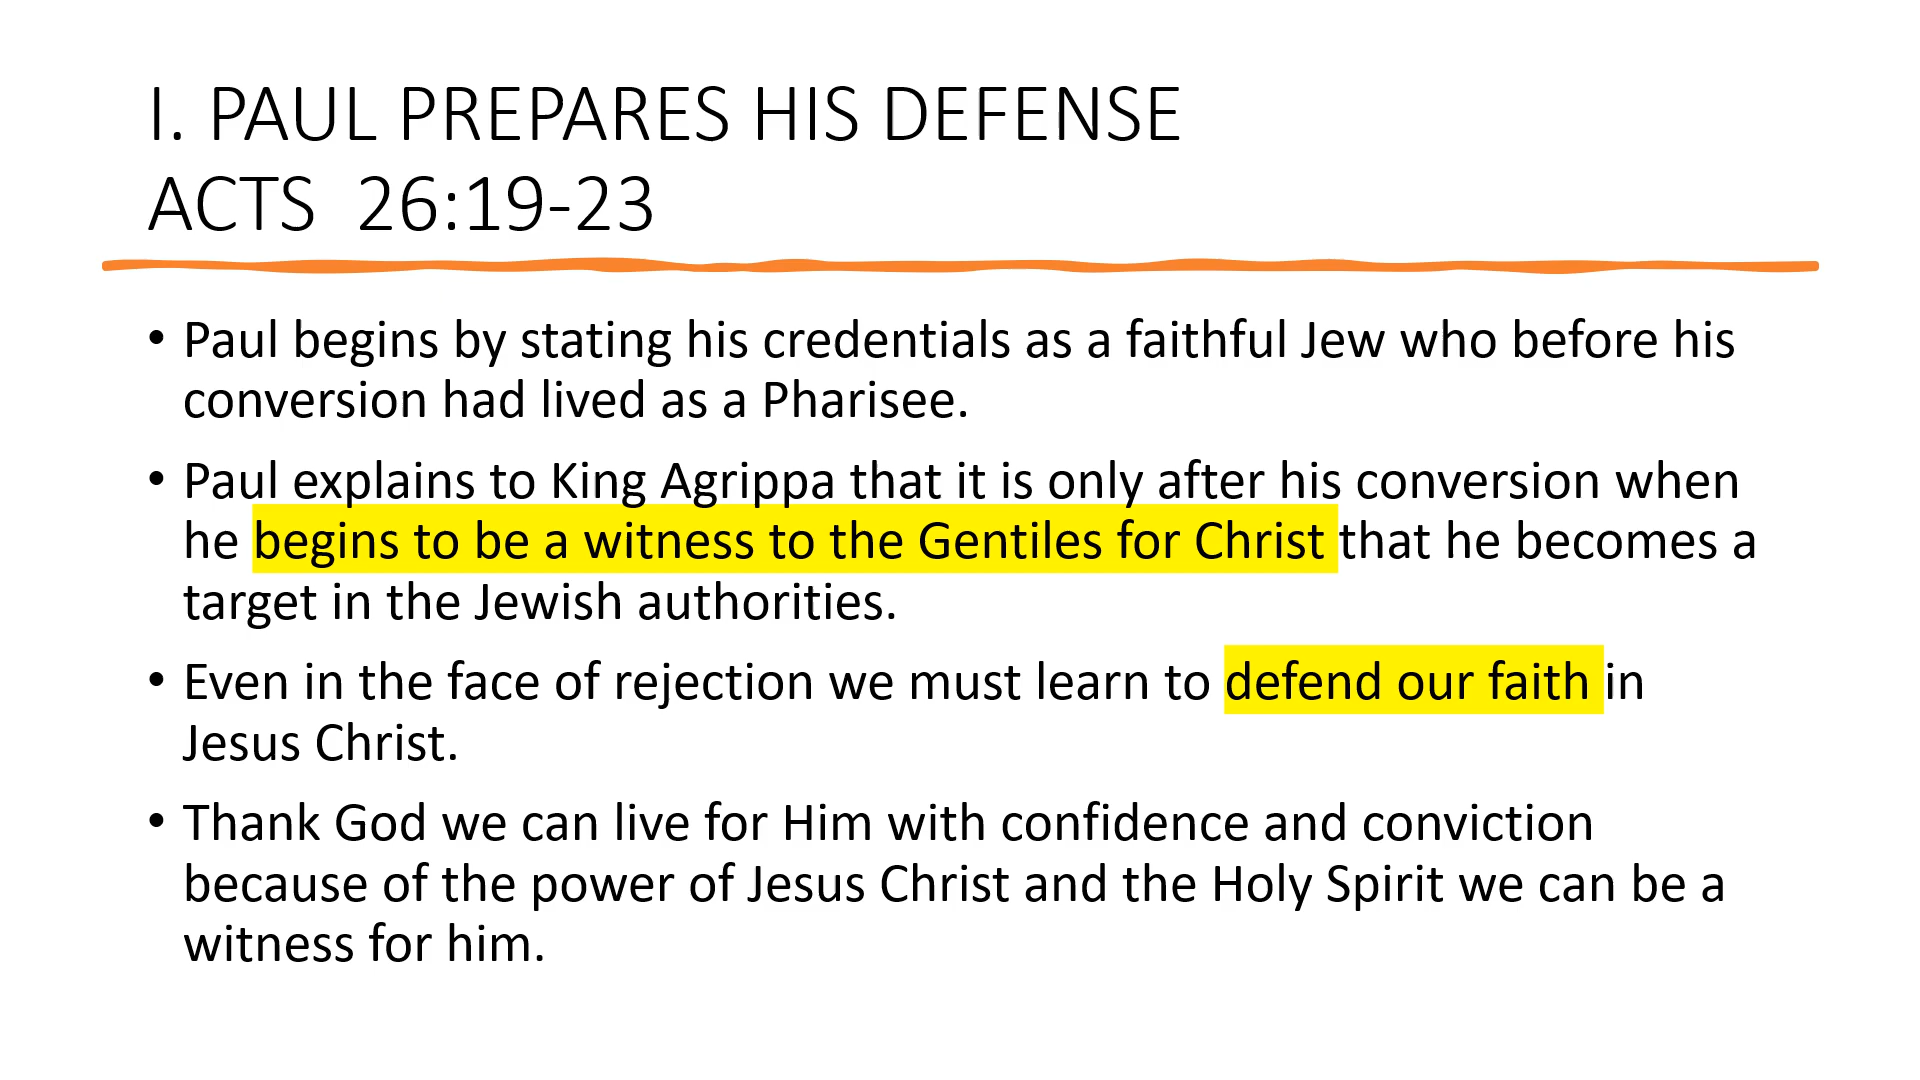 I. PAUL PREPARES HIS DEFENSE
ACTS  26:19-23
• Paul begins by stating his credentials as a faithful Jew who before his
conversion had lived as a Pharisee.
• Paul explains to King Agrippa that it is only after his conversion when
he begins to be a witness to the Gentiles for Christ that he becomes a
target in the Jewish authorities.
• Even in the face of rejection we must learn to defend our faith in
Jesus Christ.
• Thank God we can live for Him with confidence and conviction
because of the power of Jesus Christ and the Holy Spirit we can be a
witness for him.